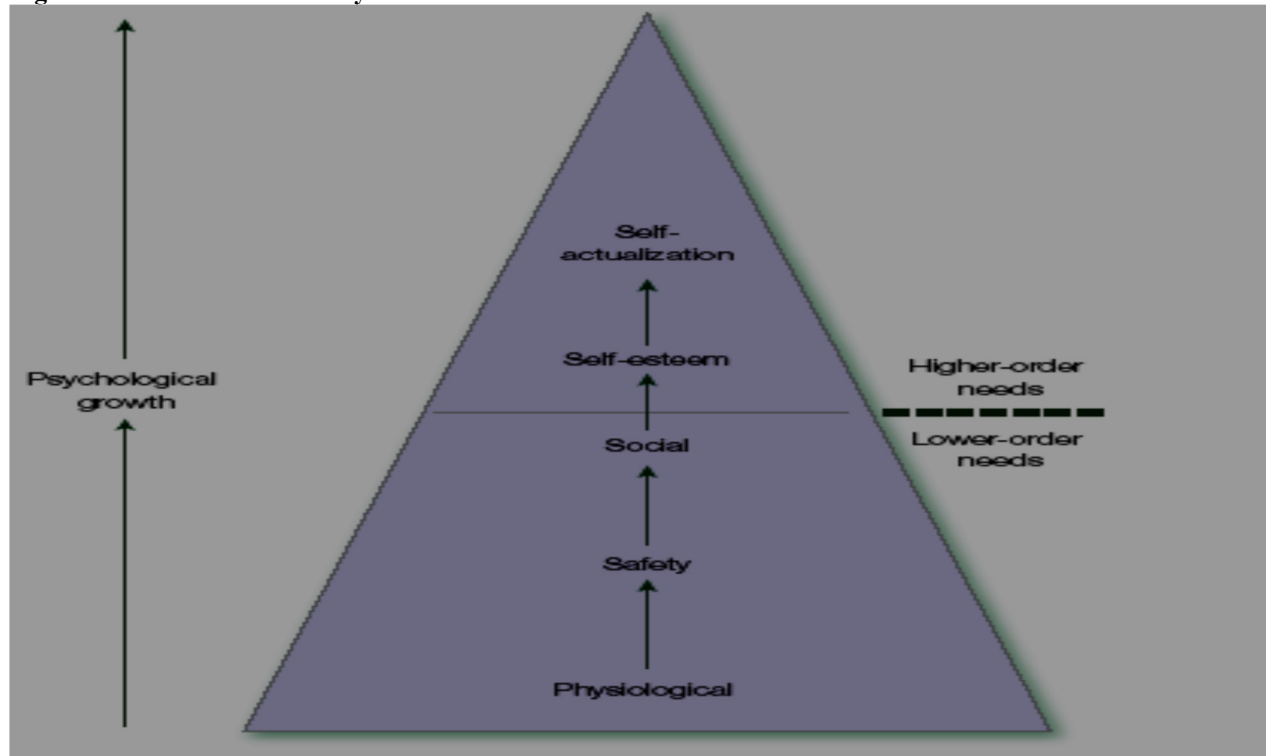 Self-
actualization
Self-esteem
Psychological
growth
Higher-order
needs
Lower-order
needs
Social
Safety
Physiological